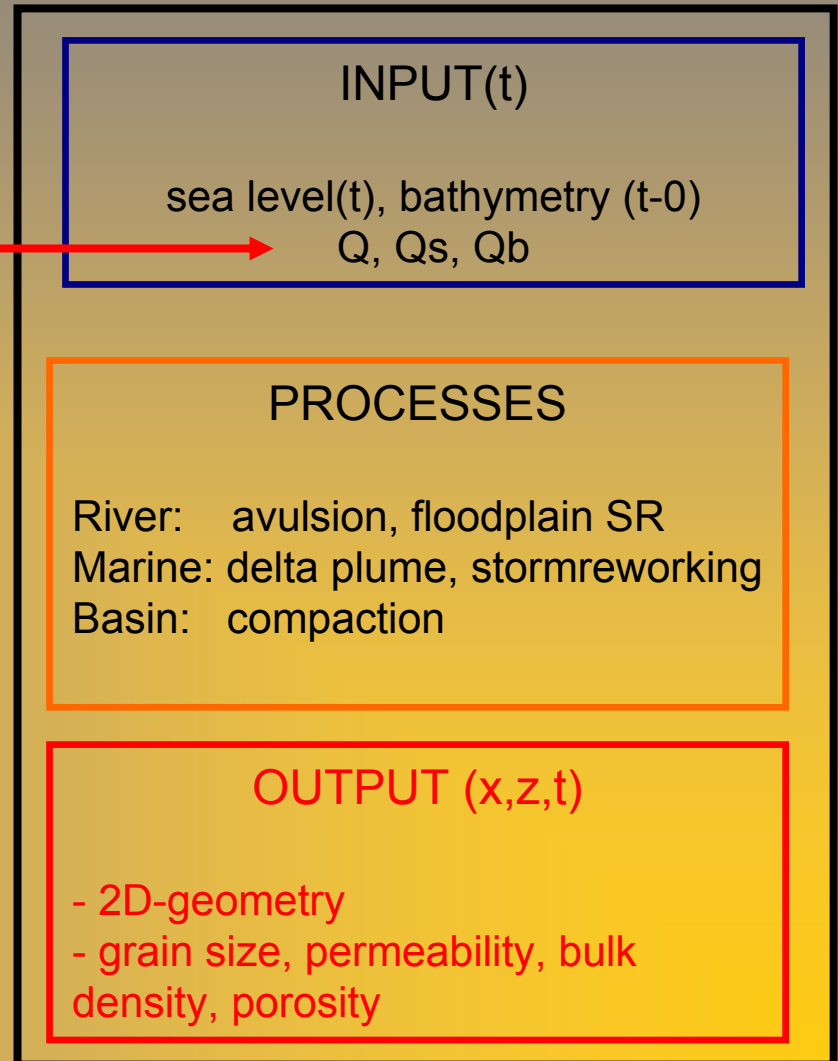 INPUT(t)
sea level(t), bathymetry (t-0)
Q, Qs, Qb
PROCESSES
River: avulsion, floodplain SR
Marine: delta plume, stormreworking
Basin: compaction
OUTPUT (x,z,t)
- 2D-geometry
- grain size, permeability, bulk
density, porosity